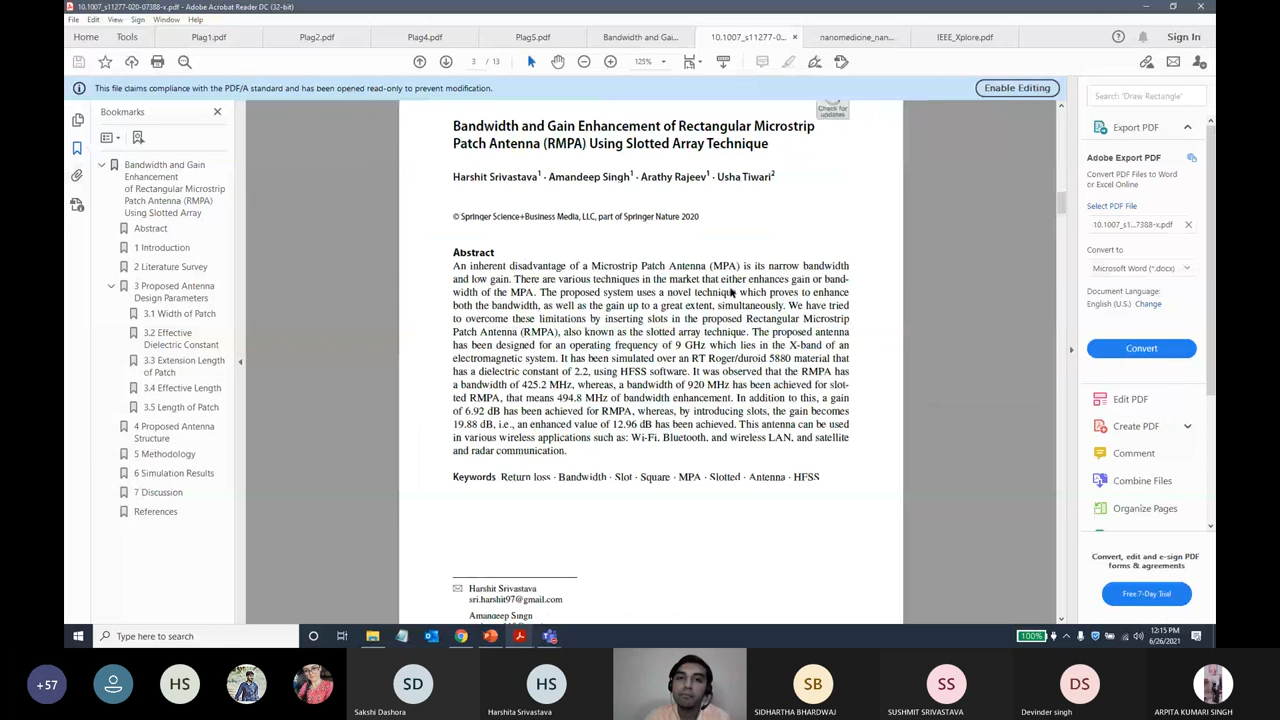 10.1007_s11277-020-07388-x.pdf - Adobe Acrobat Reader DC (32-bit)
File Edit View Sign Window Help
Home Tools Plag1.pdf Plag2.pdf Plag4.pdf Plag5.pdf Bandwidth and Gai... 10.1007_s11277-0... × nanomedicine_nan... IEEE_Xplore.pdf Sign In
3 / 13 125%
This file claims compliance with the PDF/A standard and has been opened read-only to prevent modification. Enable Editing
Bookmarks
Bandwidth and Gain
Enhancement
of Rectangular Microstrip
Patch Antenna (RMPA)
Using Slotted Array
Abstract
1 Introduction
2 Literature Survey
3 Proposed Antenna
Design Parameters
3.1 Width of Patch
3.2 Effective
Dielectric Constant
3.3 Extension Length
of Patch
3.4 Effective Length
3.5 Length of Patch
4 Proposed Antenna
Structure
5 Methodology
6 Simulation Results
7 Discussion
References
Check for
updates
Bandwidth and Gain Enhancement of Rectangular Microstrip
Patch Antenna (RMPA) Using Slotted Array Technique
Harshit Srivastava¹ · Amandeep Singh¹ · Arathy Rajeev¹ · Usha Tiwari²
© Springer Science+Business Media, LLC, part of Springer Nature 2020
Abstract
An inherent disadvantage of a Microstrip Patch Antenna (MPA) is its narrow bandwidth
and low gain. There are various techniques in the market that either enhances gain or band-
width of the MPA. The proposed system uses a novel technique which proves to enhance
both the bandwidth, as well as the gain up to a great extent, simultaneously. We have tried
to overcome these limitations by inserting slots in the proposed Rectangular Microstrip
Patch Antenna (RMPA), also known as the slotted array technique. The proposed antenna
has been designed for an operating frequency of 9 GHz which lies in the X-band of an
electromagnetic system. It has been simulated over an RT Roger/duroid 5880 material that
has a dielectric constant of 2.2, using HFSS software. It was observed that the RMPA has
a bandwidth of 425.2 MHz, whereas, a bandwidth of 920 MHz has been achieved for slot-
ted RMPA, that means 494.8 MHz of bandwidth enhancement. In addition to this, a gain
of 6.92 dB has been achieved for RMPA, whereas, by introducing slots, the gain becomes
19.88 dB, i.e., an enhanced value of 12.96 dB has been achieved. This antenna can be used
in various wireless applications such as: Wi-Fi, Bluetooth, and wireless LAN, and satellite
and radar communication.
Keywords Return loss · Bandwidth · Slot · Square · MPA · Slotted · Antenna · HFSS
Harshit Srivastava
sri.harshit97@gmail.com
Amandeep Singh
Search: 'Draw Rectangle'
Export PDF
Adobe Export PDF
Convert PDF Files to Word
or Excel Online
Select PDF File
10.1007_s1...7388-x.pdf
Convert to
Microsoft Word (*.docx)
Document Language:
English (U.S.) Change
Convert
Edit PDF
Create PDF
Comment
Combine Files
Organize Pages
Convert, edit and e-sign PDF
forms & agreements
Free 7-Day Trial
Type here to search
100%
12:15 PM
6/26/2021
+57 HS SD HS SB SS DS
Sakshi Dashora Harshita Srivastava SIDHARTHA BHARDWAJ SUSHMIT SRIVASTAVA Devinder singh ARPITA KUMARI SINGH